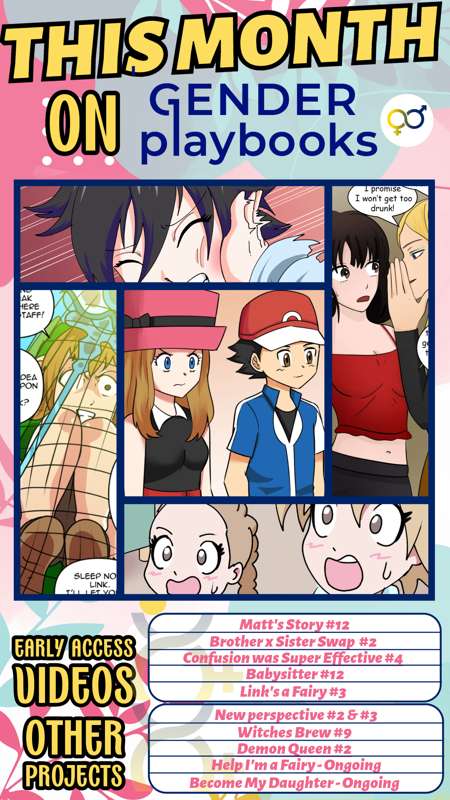 THIS MONTH
ON GENDER
playbooks
I promise
I won't get too
drunk!
SLEEP NO
LINK.
I'LL LET YOU
EARLY ACCESS
VIDEOS
Matt's Story #12
Brother x Sister Swap #2
Confusion was Super Effective #4
Babysitter #12
Link's a Fairy #3
OTHER
PROJECTS
New perspective #2 & #3
Witches Brew #9
Demon Queen #2
Help I'm a Fairy - Ongoing
Become My Daughter - Ongoing